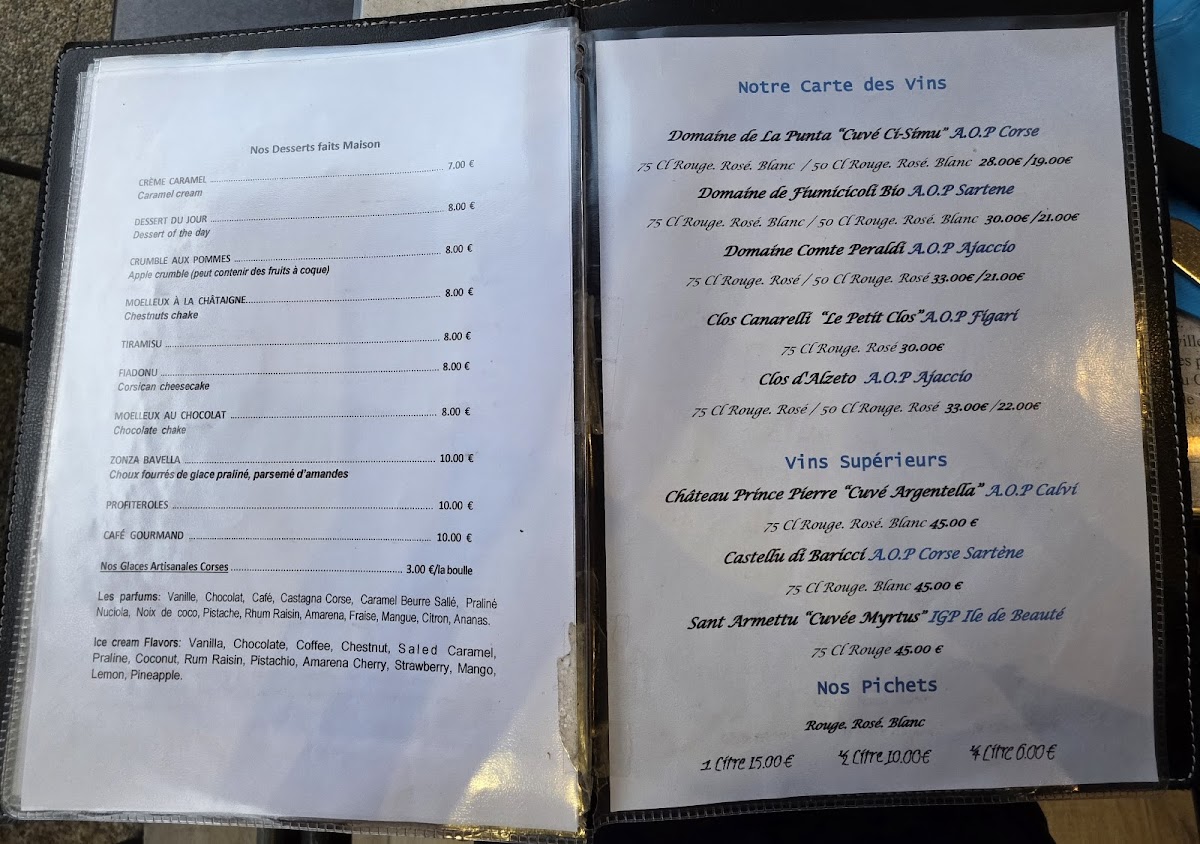 Nos Desserts faits Maison
CRÈME CARAMEL 7.00 €
Caramel cream
DESSERT DU JOUR 8.00 €
Dessert of the day
CRUMBLE AUX POMMES 8.00 €
Apple crumble (peut contenir des fruits à coque)
MOELLEUX À LA CHÂTAIGNE 8.00 €
Chestnuts chake
TIRAMISU 8.00 €
FIADONU 8.00 €
Corsican cheesecake
MOELLEUX AU CHOCOLAT 8.00 €
Chocolate chake
ZONZA BAVELLA 10.00 €
Choux fourrés de glace praliné, parsemé d'amandes
PROFITEROLES 10.00 €
CAFÉ GOURMAND 10.00 €
Nos Glaces Artisanales Corses 3.00 €/la boulle
Les parfums: Vanille, Chocolat, Café, Castagna Corse, Caramel Beurre Sallé, Praliné
Nuciola, Noix de coco, Pistache, Rhum Raisin, Amarena, Fraise, Mangue, Citron, Ananas.
Ice cream Flavors: Vanilla, Chocolate, Coffee, Chestnut, Saled Caramel,
Praline, Coconut, Rum Raisin, Pistachio, Amarena Cherry, Strawberry, Mango,
Lemon, Pineapple.
Notre Carte des Vins
Domaine de La Punta "Cuvé Ci-Simu" A.O.P Corse
75 Cl Rouge. Rosé. Blanc / 50 Cl Rouge. Rosé. Blanc 28.00€ /19.00€
Domaine de Fiumicicoli Bio A.O.P Sartene
75 Cl Rouge. Rosé. Blanc / 50 Cl Rouge. Rosé. Blanc 30.00€ /21.00€
Domaine Comte Peraldi A.O.P Ajaccio
75 Cl Rouge. Rosé / 50 Cl Rouge. Rosé 33.00€ /21.00€
Clos Canarelli "Le Petit Clos" A.O.P Figari
75 Cl Rouge. Rosé 30.00€
Clos d'Alzeto A.O.P Ajaccio
75 Cl Rouge. Rosé / 50 Cl Rouge. Rosé 33.00€ /22.00€
Vins Supérieurs
Château Prince Pierre "Cuvé Argentella" A.O.P Calvi
75 Cl Rouge. Rosé. Blanc 45.00 €
Castellu di Baricci A.O.P Corse Sartène
75 Cl Rouge. Blanc 45.00 €
Sant Armettu "Cuvée Myrtus" IGP Ile de Beauté
75 Cl Rouge 45.00 €
Nos Pichets
Rouge. Rosé. Blanc
1 Litre 15.00 € ½ Litre 10.00€ ¼ Litre 6.00€